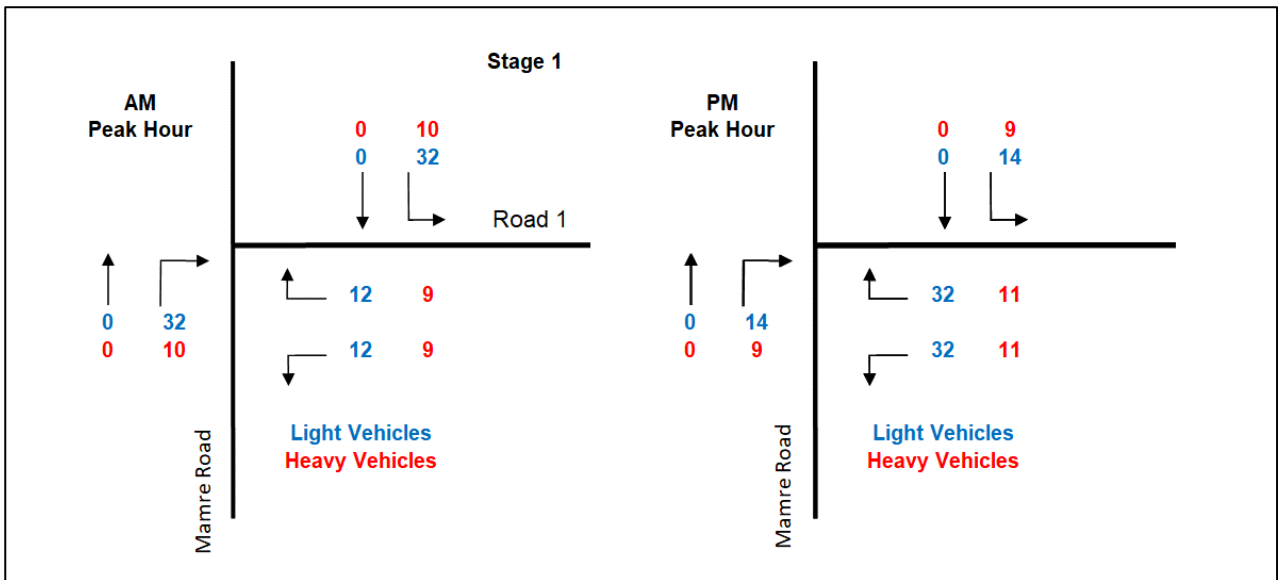 Stage 1
AM
Peak Hour
0 10
0 32
Road 1
12 9
0 32
0 10
12 9
Light Vehicles
Heavy Vehicles
Mamre Road
PM
Peak Hour
0 9
0 14
32 11
0 14
0 9
32 11
Light Vehicles
Heavy Vehicles
Mamre Road